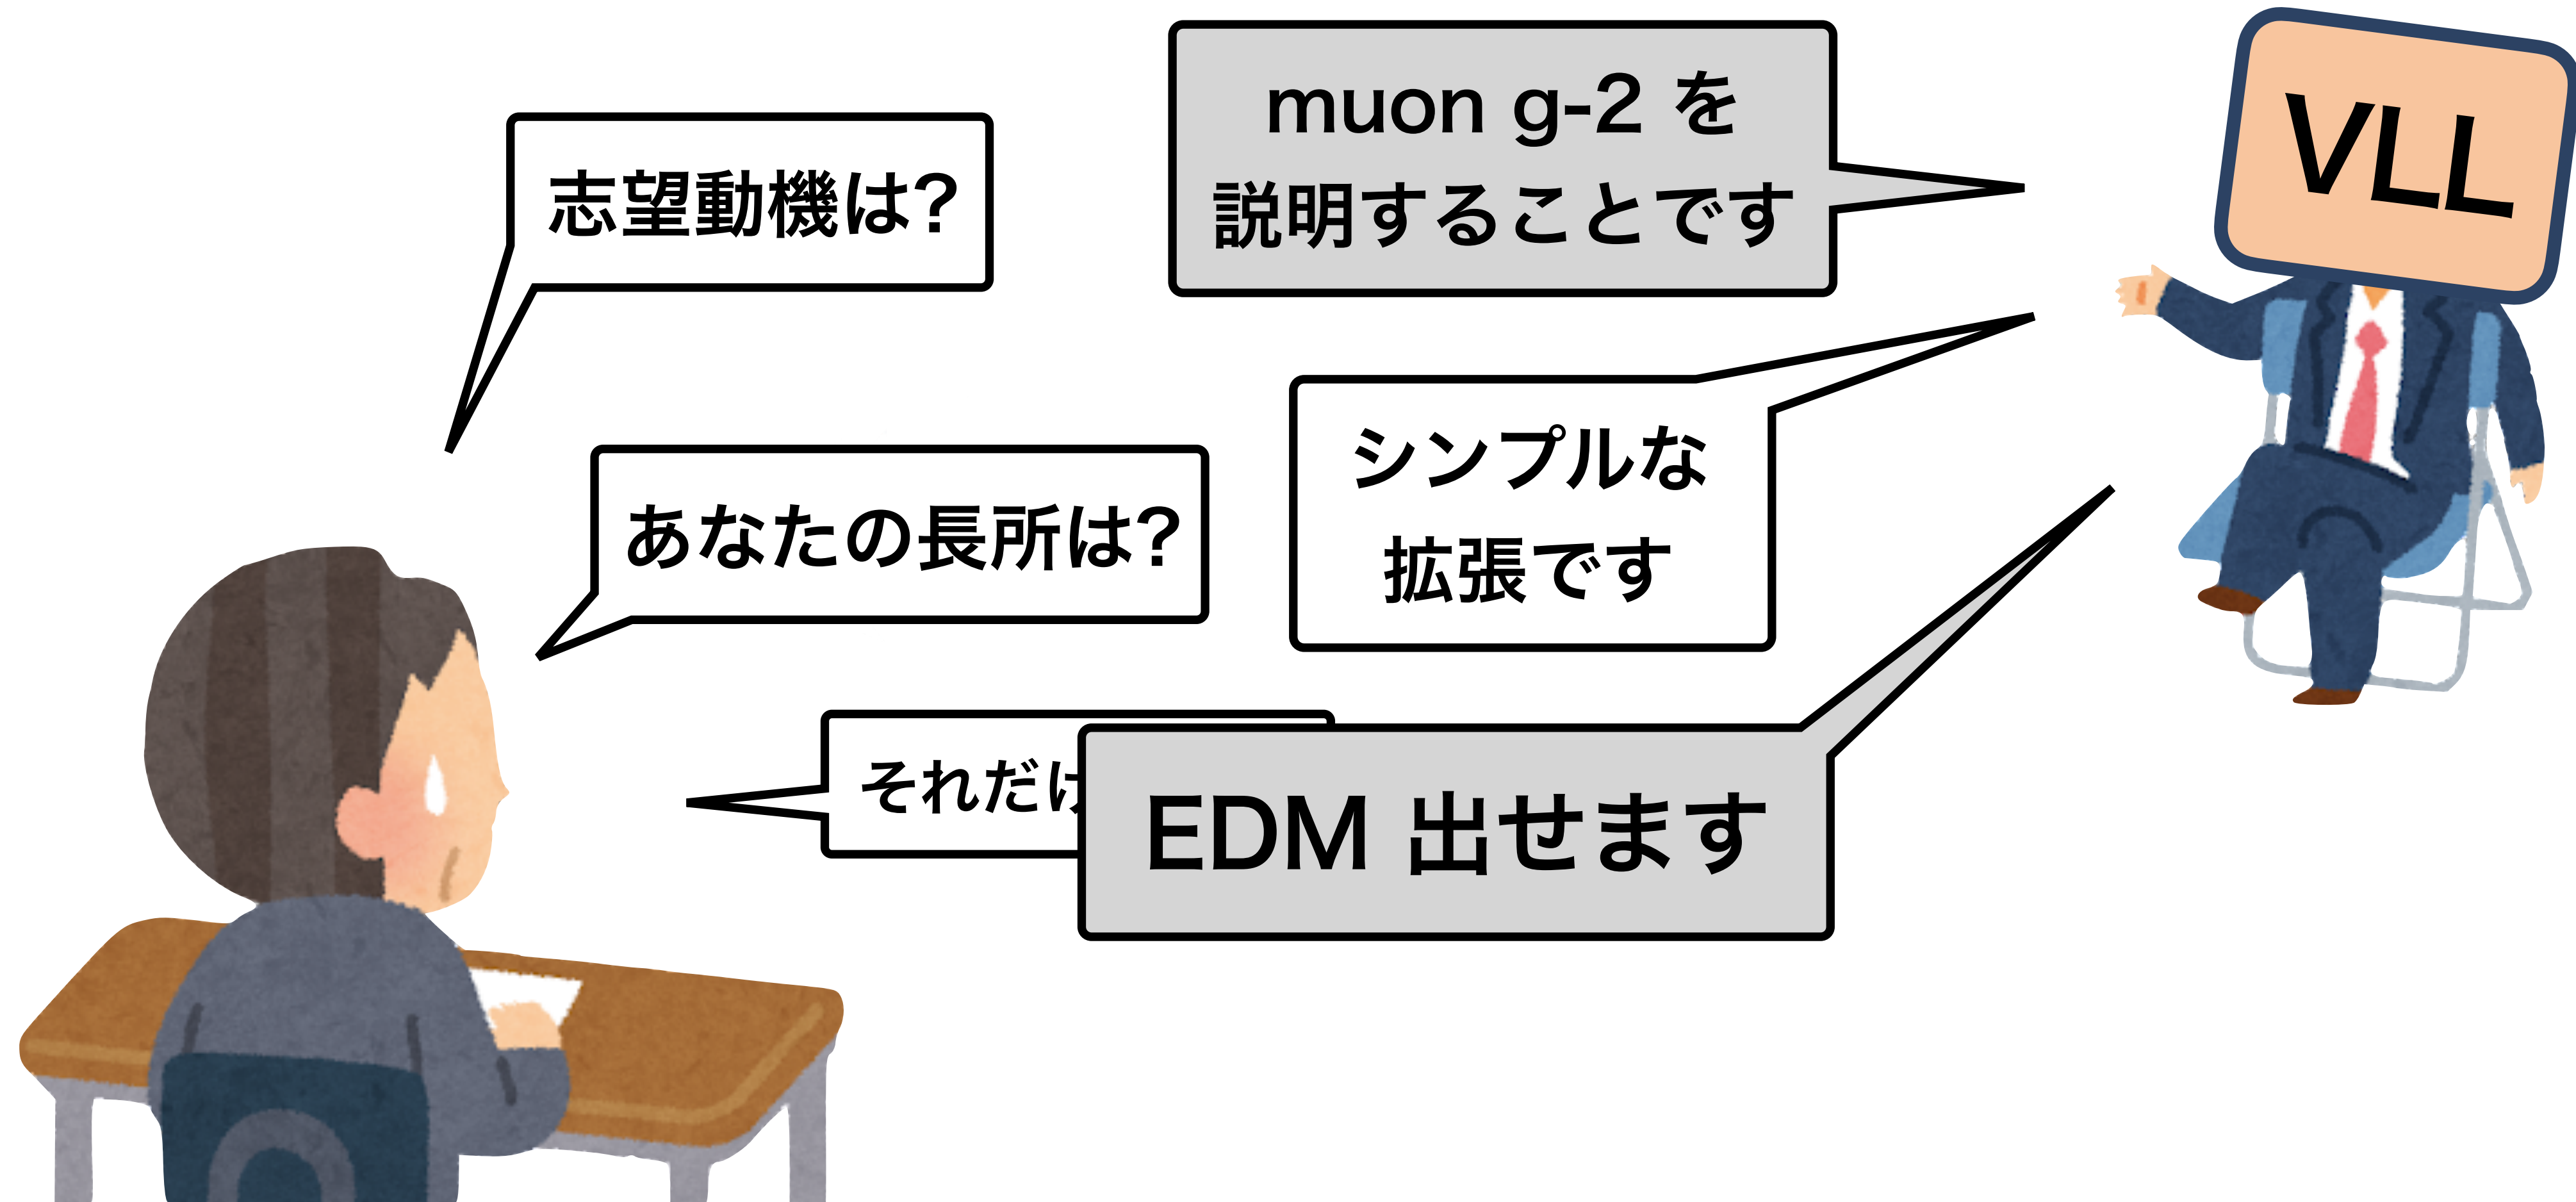 志望動機は?
muon g-2 を
説明することです
VLL
あなたの長所は?
シンプルな
拡張です
それだけ
EDM 出せます